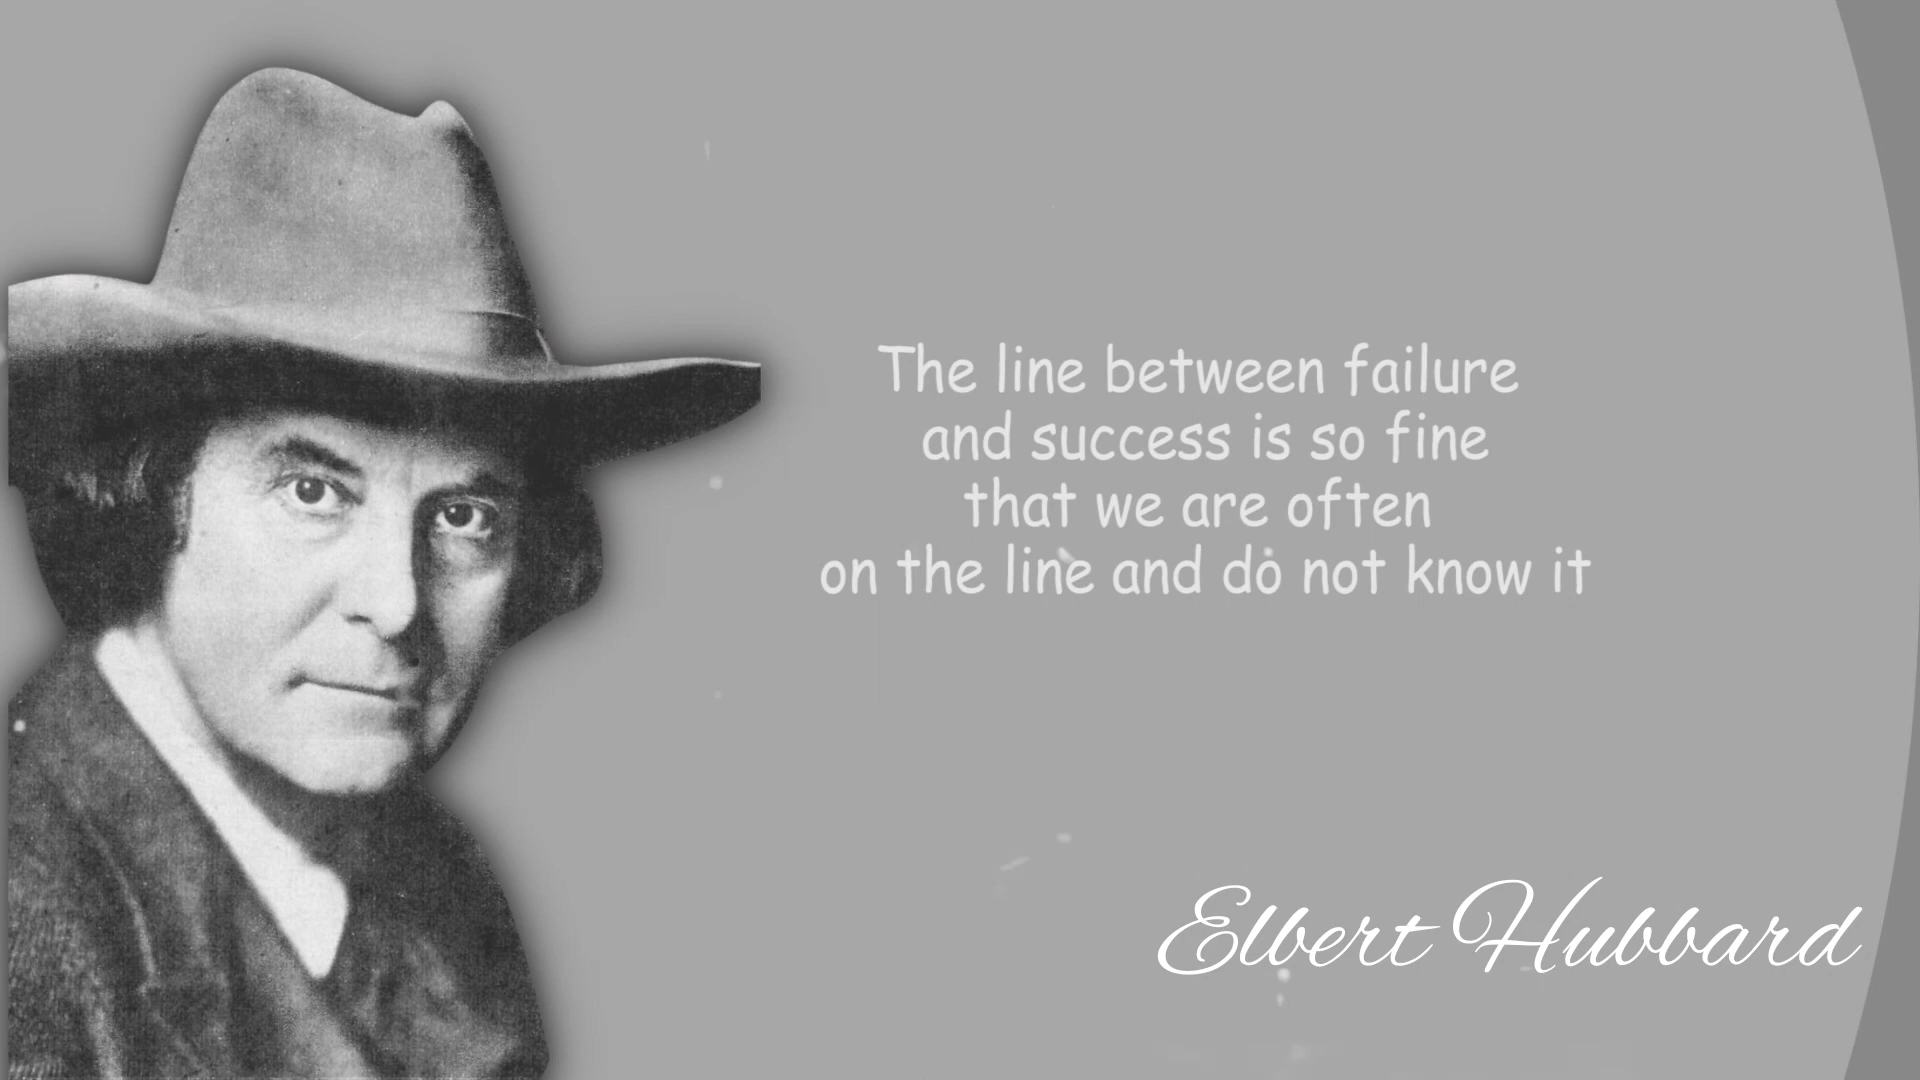 The line between failure
and success is so fine
that we are often
on the line and do not know it
Elbert Hubbard